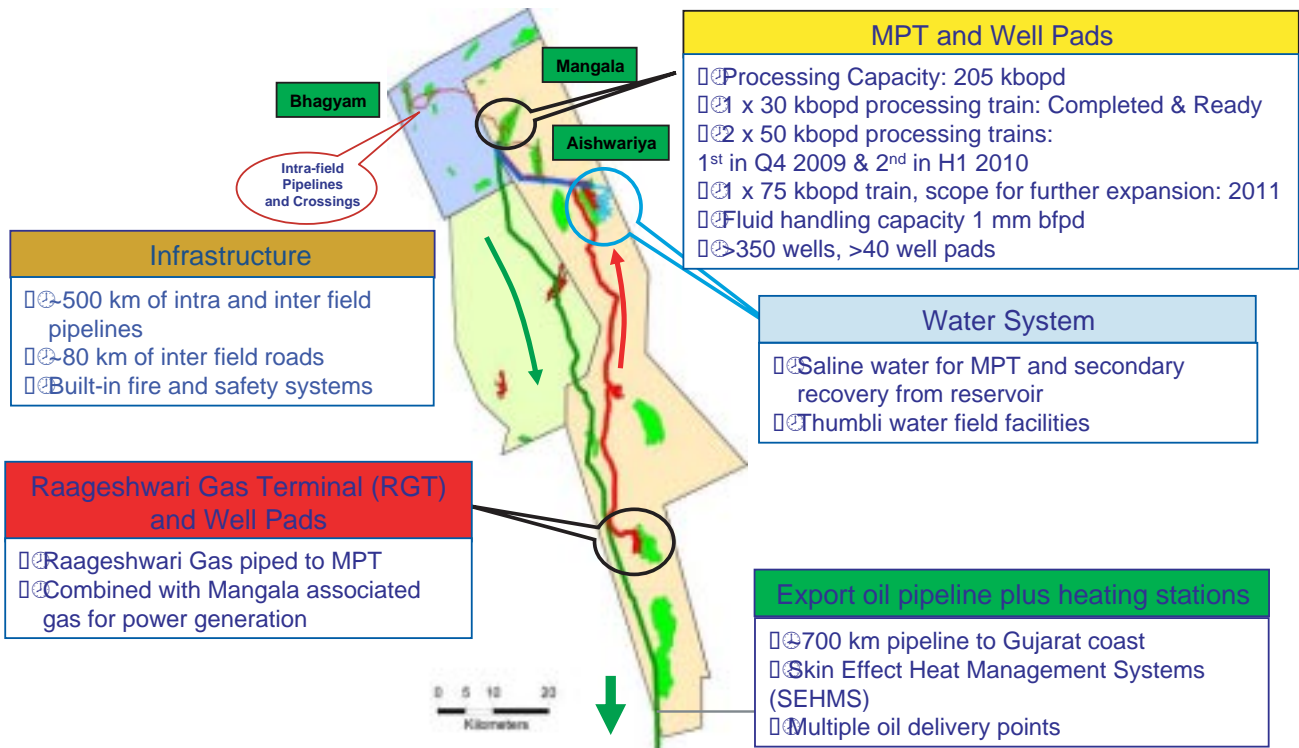 MPT and Well Pads
Processing Capacity: 205 kbopd
1 x 30 kbopd processing train: Completed & Ready
2 x 50 kbopd processing trains:
1st in Q4 2009 & 2nd in H1 2010
1 x 75 kbopd train, scope for further expansion: 2011
Fluid handling capacity 1 mm bfpd
>350 wells, >40 well pads
Mangala
Bhagyam
Aishwariya
Intra-field
Pipelines
and Crossings
Infrastructure
~500 km of intra and inter field
pipelines
~80 km of inter field roads
Built-in fire and safety systems
Water System
Saline water for MPT and secondary
recovery from reservoir
Thumbli water field facilities
Raageshwari Gas Terminal (RGT)
and Well Pads
Raageshwari Gas piped to MPT
Combined with Mangala associated
gas for power generation
Export oil pipeline plus heating stations
~700 km pipeline to Gujarat coast
Skin Effect Heat Management Systems
(SEHMS)
Multiple oil delivery points
0 5 10 20
Kilometers